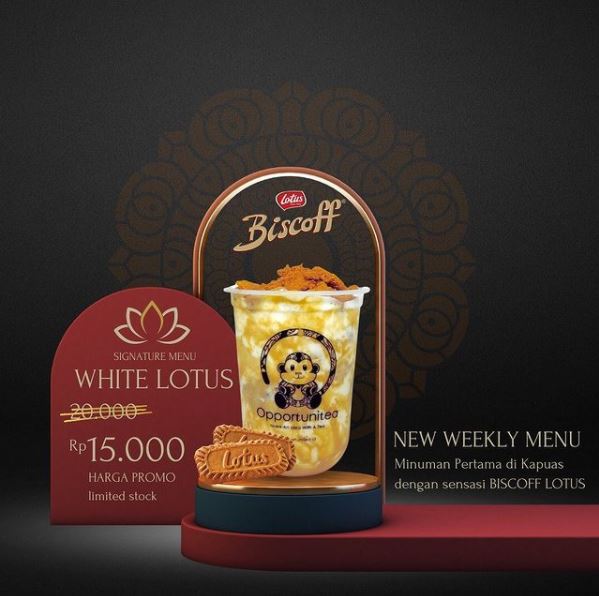 Lotus
Biscoff®
SIGNATURE MENU
WHITE LOTUS
20.000
Rp15.000
HARGA PROMO
limited stock
Opportunitea
Lotus
NEW WEEKLY MENU
Minuman Pertama di Kapuas
dengan sensasi BISCOFF LOTUS